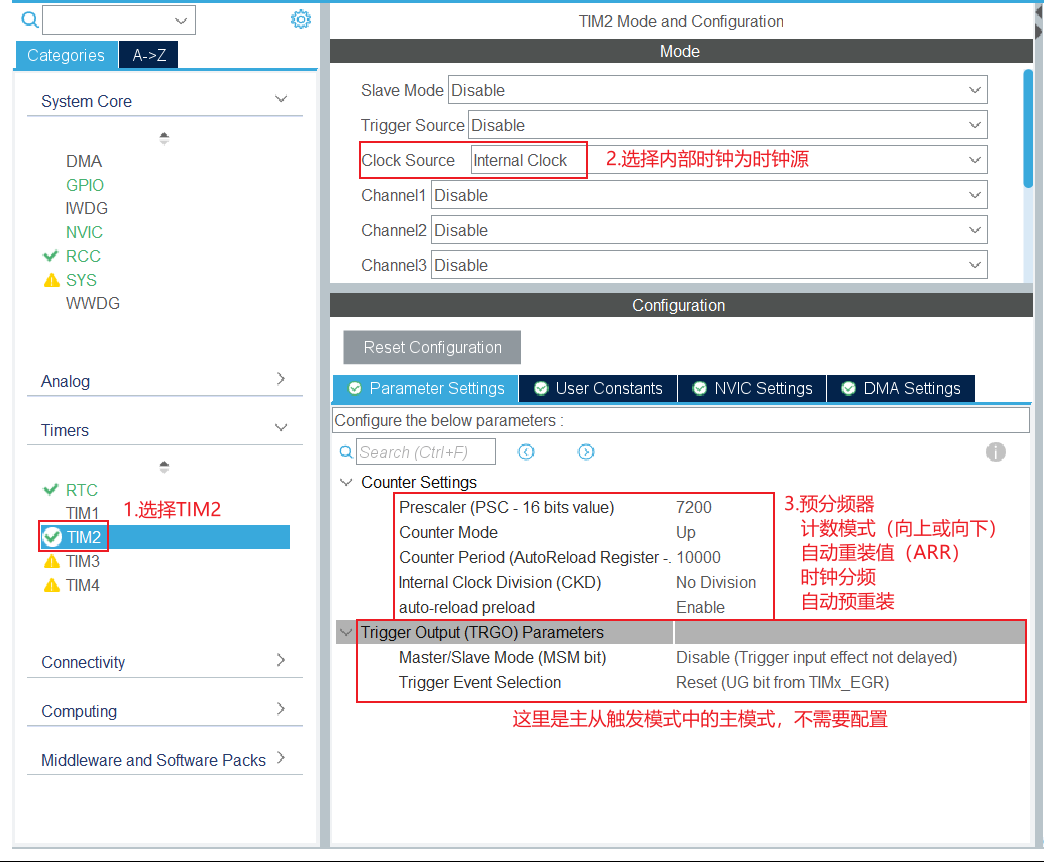 TIM2 Mode and Configuration
Categories
A->Z
System Core
DMA
GPIO
IWDG
NVIC
RCC
SYS
WWDG
Analog
Timers
RTC
TIM1
1.选择TIM2
TIM2
TIM3
TIM4
Connectivity
Computing
Middleware and Software Packs
Mode
Slave Mode Disable
Trigger Source Disable
Clock Source Internal Clock 2.选择内部时钟为时钟源
Channel1 Disable
Channel2 Disable
Channel3 Disable
Configuration
Reset Configuration
Parameter Settings User Constants NVIC Settings DMA Settings
Configure the below parameters :
Search (Ctrl+F)
Counter Settings
Prescaler (PSC - 16 bits value) 7200
Counter Mode Up
Counter Period (AutoReload Register -. 10000
Internal Clock Division (CKD) No Division
auto-reload preload Enable
3.预分频器
计数模式（向上或向下）
自动重装值（ARR）
时钟分频
自动预重装
Trigger Output (TRGO) Parameters
Master/Slave Mode (MSM bit) Disable (Trigger input effect not delayed)
Trigger Event Selection Reset (UG bit from TIMx_EGR)
这里是主从触发模式中的主模式，不需要配置